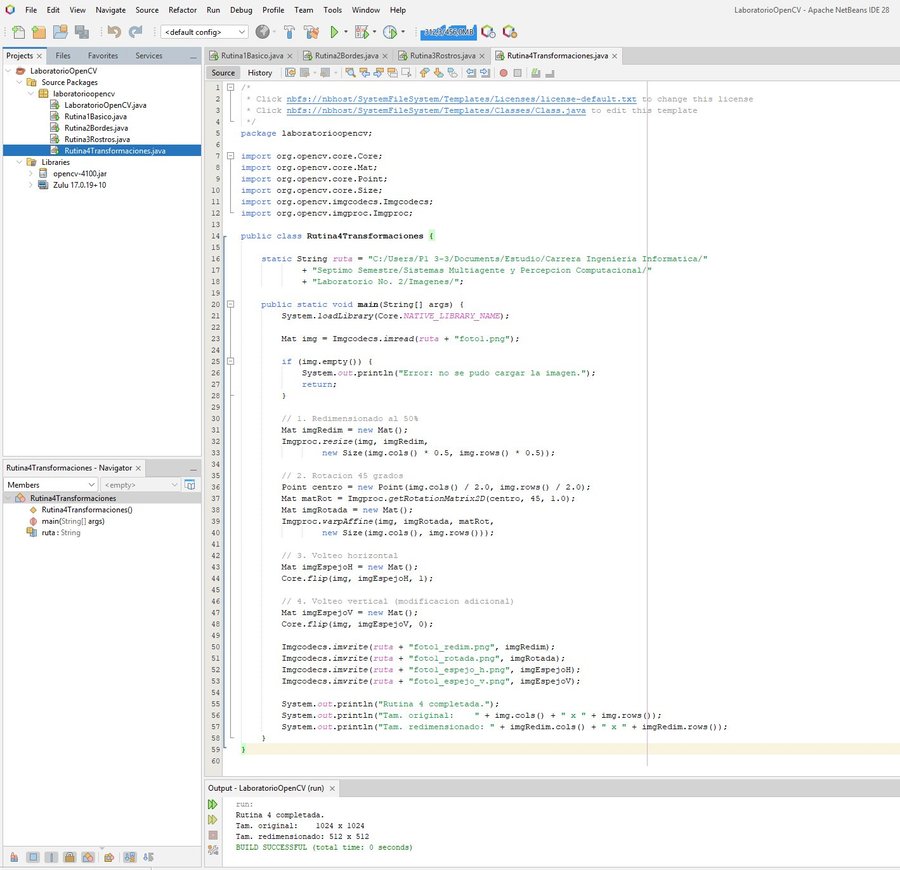 File Edit View Navigate Source Refactor Run Debug Profile Team Tools Window Help
LaboratorioOpenCV - Apache NetBeans IDE 28
<default config>
Projects Files Favorites Services
LaboratorioOpenCV
Source Packages
laboratorioopencv
LaboratorioOpenCV.java
Rutina1Basico.java
Rutina2Bordes.java
Rutina3Rostros.java
Rutina4Transformaciones.java
Libraries
opencv-4100.jar
Zulu 17.0.19+10
Rutina4Transformaciones - Navigator
Members <empty>
Rutina4Transformaciones
Rutina4Transformaciones()
main(String[] args)
ruta : String
Rutina1Basico.java Rutina2Bordes.java Rutina3Rostros.java Rutina4Transformaciones.java
Source History
1 /*
2 * Click nbfs://nbhost/SystemFileSystem/Templates/Licenses/license-default.txt to change this license
3 * Click nbfs://nbhost/SystemFileSystem/Templates/Classes/Class.java to edit this template
4 */
5 package laboratorioopencv;
6
7 import org.opencv.core.Core;
8 import org.opencv.core.Mat;
9 import org.opencv.core.Point;
10 import org.opencv.core.Size;
11 import org.opencv.imgcodecs.Imgcodecs;
12 import org.opencv.imgproc.Imgproc;
13
14 public class Rutina4Transformaciones {
15
16 static String ruta = "C:/Users/P1 3-3/Documents/Estudio/Carrera Ingenieria Informatica/"
17 + "Septimo Semestre/Sistemas Multiagente y Percepcion Computacional/"
18 + "Laboratorio No. 2/Imagenes/";
19
20 public static void main(String[] args) {
21 System.loadLibrary(Core.NATIVE_LIBRARY_NAME);
22
23 Mat img = Imgcodecs.imread(ruta + "foto1.png");
24
25 if (img.empty()) {
26 System.out.println("Error: no se pudo cargar la imagen.");
27 return;
28 }
29
30 // 1. Redimensionado al 50%
31 Mat imgRedim = new Mat();
32 Imgproc.resize(img, imgRedim,
33 new Size(img.cols() * 0.5, img.rows() * 0.5));
34
35 // 2. Rotacion 45 grados
36 Point centro = new Point(img.cols() / 2.0, img.rows() / 2.0);
37 Mat matRot = Imgproc.getRotationMatrix2D(centro, 45, 1.0);
38 Mat imgRotada = new Mat();
39 Imgproc.warpAffine(img, imgRotada, matRot,
40 new Size(img.cols(), img.rows()));
41
42 // 3. Volteo horizontal
43 Mat imgEspejoH = new Mat();
44 Core.flip(img, imgEspejoH, 1);
45
46 // 4. Volteo vertical (modificacion adicional)
47 Mat imgEspejoV = new Mat();
48 Core.flip(img, imgEspejoV, 0);
49
50 Imgcodecs.imwrite(ruta + "foto1_redim.png", imgRedim);
51 Imgcodecs.imwrite(ruta + "foto1_rotada.png", imgRotada);
52 Imgcodecs.imwrite(ruta + "foto1_espejo_h.png", imgEspejoH);
53 Imgcodecs.imwrite(ruta + "foto1_espejo_v.png", imgEspejoV);
54
55 System.out.println("Rutina 4 completada.");
56 System.out.println("Tam. original: " + img.cols() + " x " + img.rows());
57 System.out.println("Tam. redimensionado: " + imgRedim.cols() + " x " + imgRedim.rows());
58 }
59 }
60
Output - LaboratorioOpenCV (run)
run:
Rutina 4 completada.
Tam. original: 1024 x 1024
Tam. redimensionado: 512 x 512
BUILD SUCCESSFUL (total time: 0 seconds)